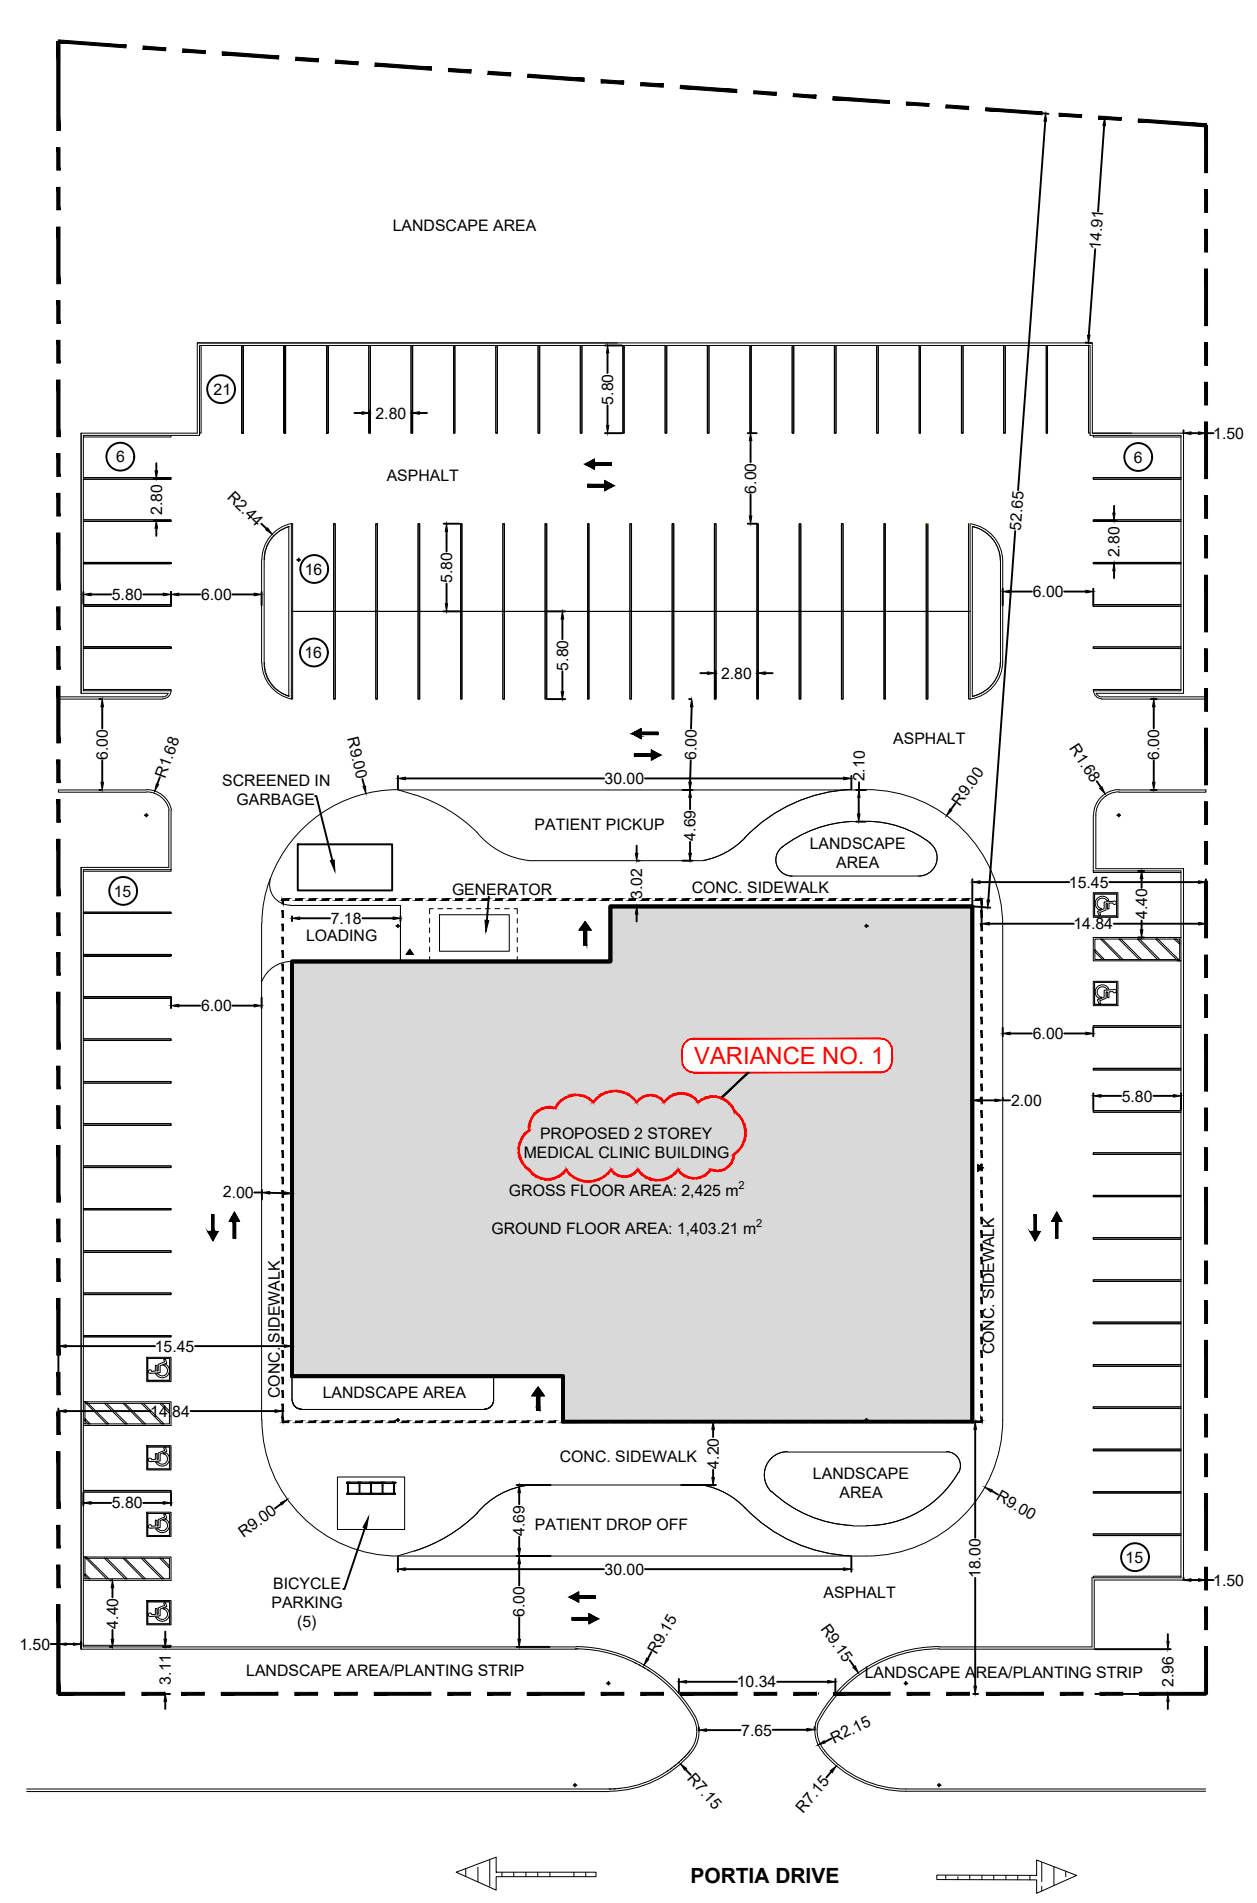 LANDSCAPE AREA
14.91
21
5.80
2.80
1.50
6
6
ASPHALT
6.00
2.80
R2.44
52.65
2.80
16
5.80
5.80
6.00
6.00
16
5.80
2.80
6.00
R1.68
R9.00
6.00
ASPHALT
2.10
R9.00
R1.68
6.00
SCREENED IN
GARBAGE
30.00
PATIENT PICKUP
4.69
LANDSCAPE
AREA
15
GENERATOR
3.02
CONC. SIDEWALK
15.45
4.40
7.18
LOADING
14.84
6.00
6.00
VARIANCE NO. 1
2.00
5.80
PROPOSED 2 STOREY
MEDICAL CLINIC BUILDING
GROSS FLOOR AREA: 2,425 m²
2.00
GROUND FLOOR AREA: 1,403.21 m²
CONC. SIDEWALK
CONC. SIDEWALK
15.45
LANDSCAPE AREA
14.84
CONC. SIDEWALK
4.20
LANDSCAPE
AREA
5.80
R9.00
4.69
PATIENT DROP OFF
R9.00
18.00
15
30.00
1.50
BICYCLE
PARKING
(5)
4.40
6.00
ASPHALT
1.50
3.11
R9.15
R9.15
LANDSCAPE AREA/PLANTING STRIP
LANDSCAPE AREA/PLANTING STRIP
2.96
10.34
7.65
R2.15
R7.15
R7.15
PORTIA DRIVE